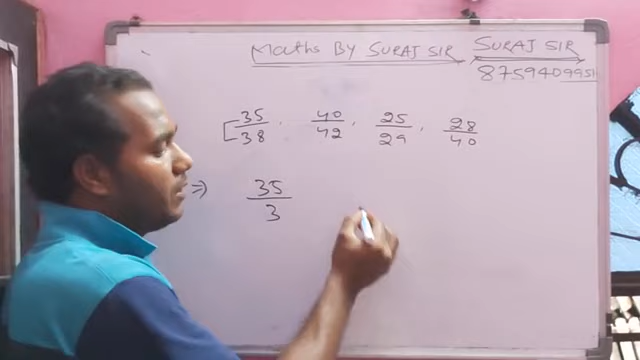 Maths By SURAJ SIR
SURAJ SIR
8759409951
35/38, 40/42, 25/29, 28/40
⇒ 35/3